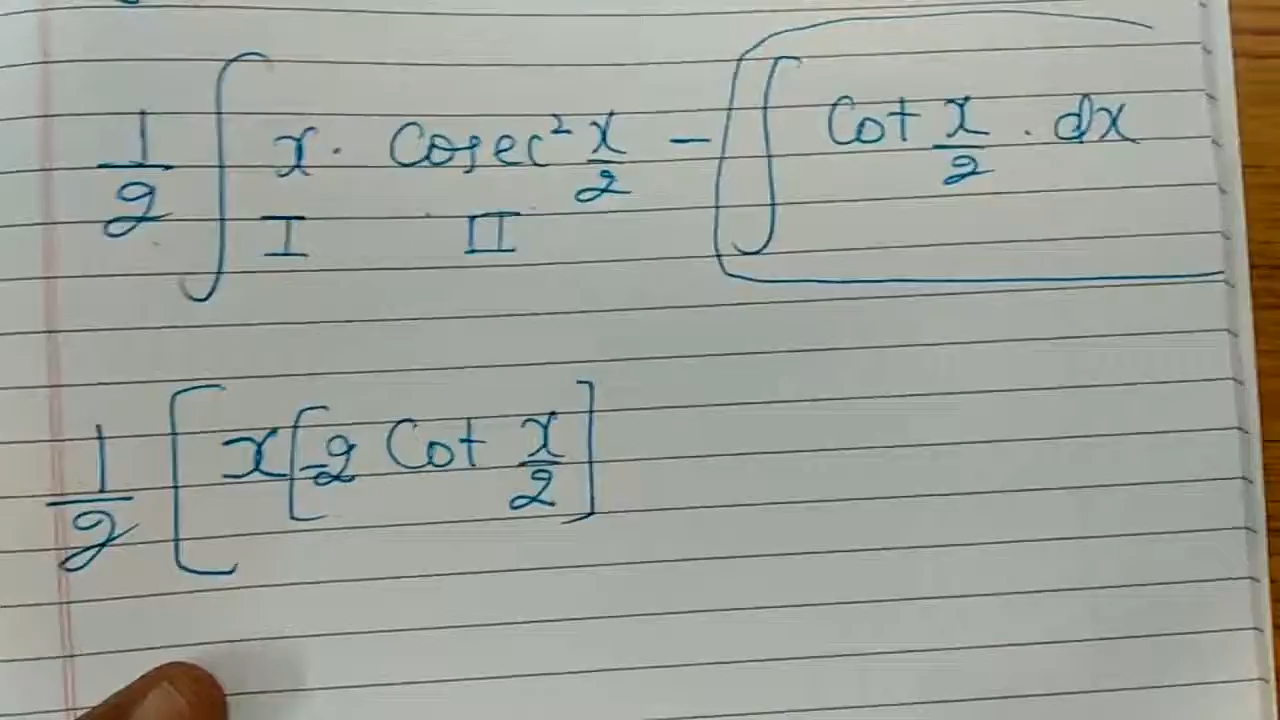 1/2 ∫ x · Cosec² x/2 - ∫ Cot x/2 . dx
I II
1/2 [ x [-2 Cot x/2 ]